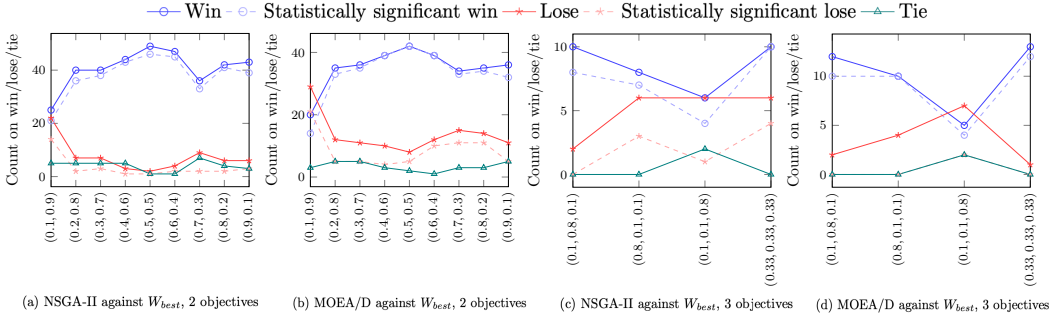 Win Statistically significant win Lose Statistically significant lose Tie
Count on win/lose/tie
40
20
0
(0.1, 0.9)
(0.2, 0.8)
(0.3, 0.7)
(0.4, 0.6)
(0.5, 0.5)
(0.6, 0.4)
(0.7, 0.3)
(0.8, 0.2)
(0.9, 0.1)
(a) NSGA-II against W_best, 2 objectives
Count on win/lose/tie
40
20
0
(0.1, 0.9)
(0.2, 0.8)
(0.3, 0.7)
(0.4, 0.6)
(0.5, 0.5)
(0.6, 0.4)
(0.7, 0.3)
(0.8, 0.2)
(0.9, 0.1)
(b) MOEA/D against W_best, 2 objectives
Count on win/lose/tie
10
5
0
(0.1, 0.8, 0.1)
(0.8, 0.1, 0.1)
(0.1, 0.1, 0.8)
(0.33, 0.33, 0.33)
(c) NSGA-II against W_best, 3 objectives
Count on win/lose/tie
10
5
0
(0.1, 0.8, 0.1)
(0.8, 0.1, 0.1)
(0.1, 0.1, 0.8)
(0.33, 0.33, 0.33)
(d) MOEA/D against W_best, 3 objectives